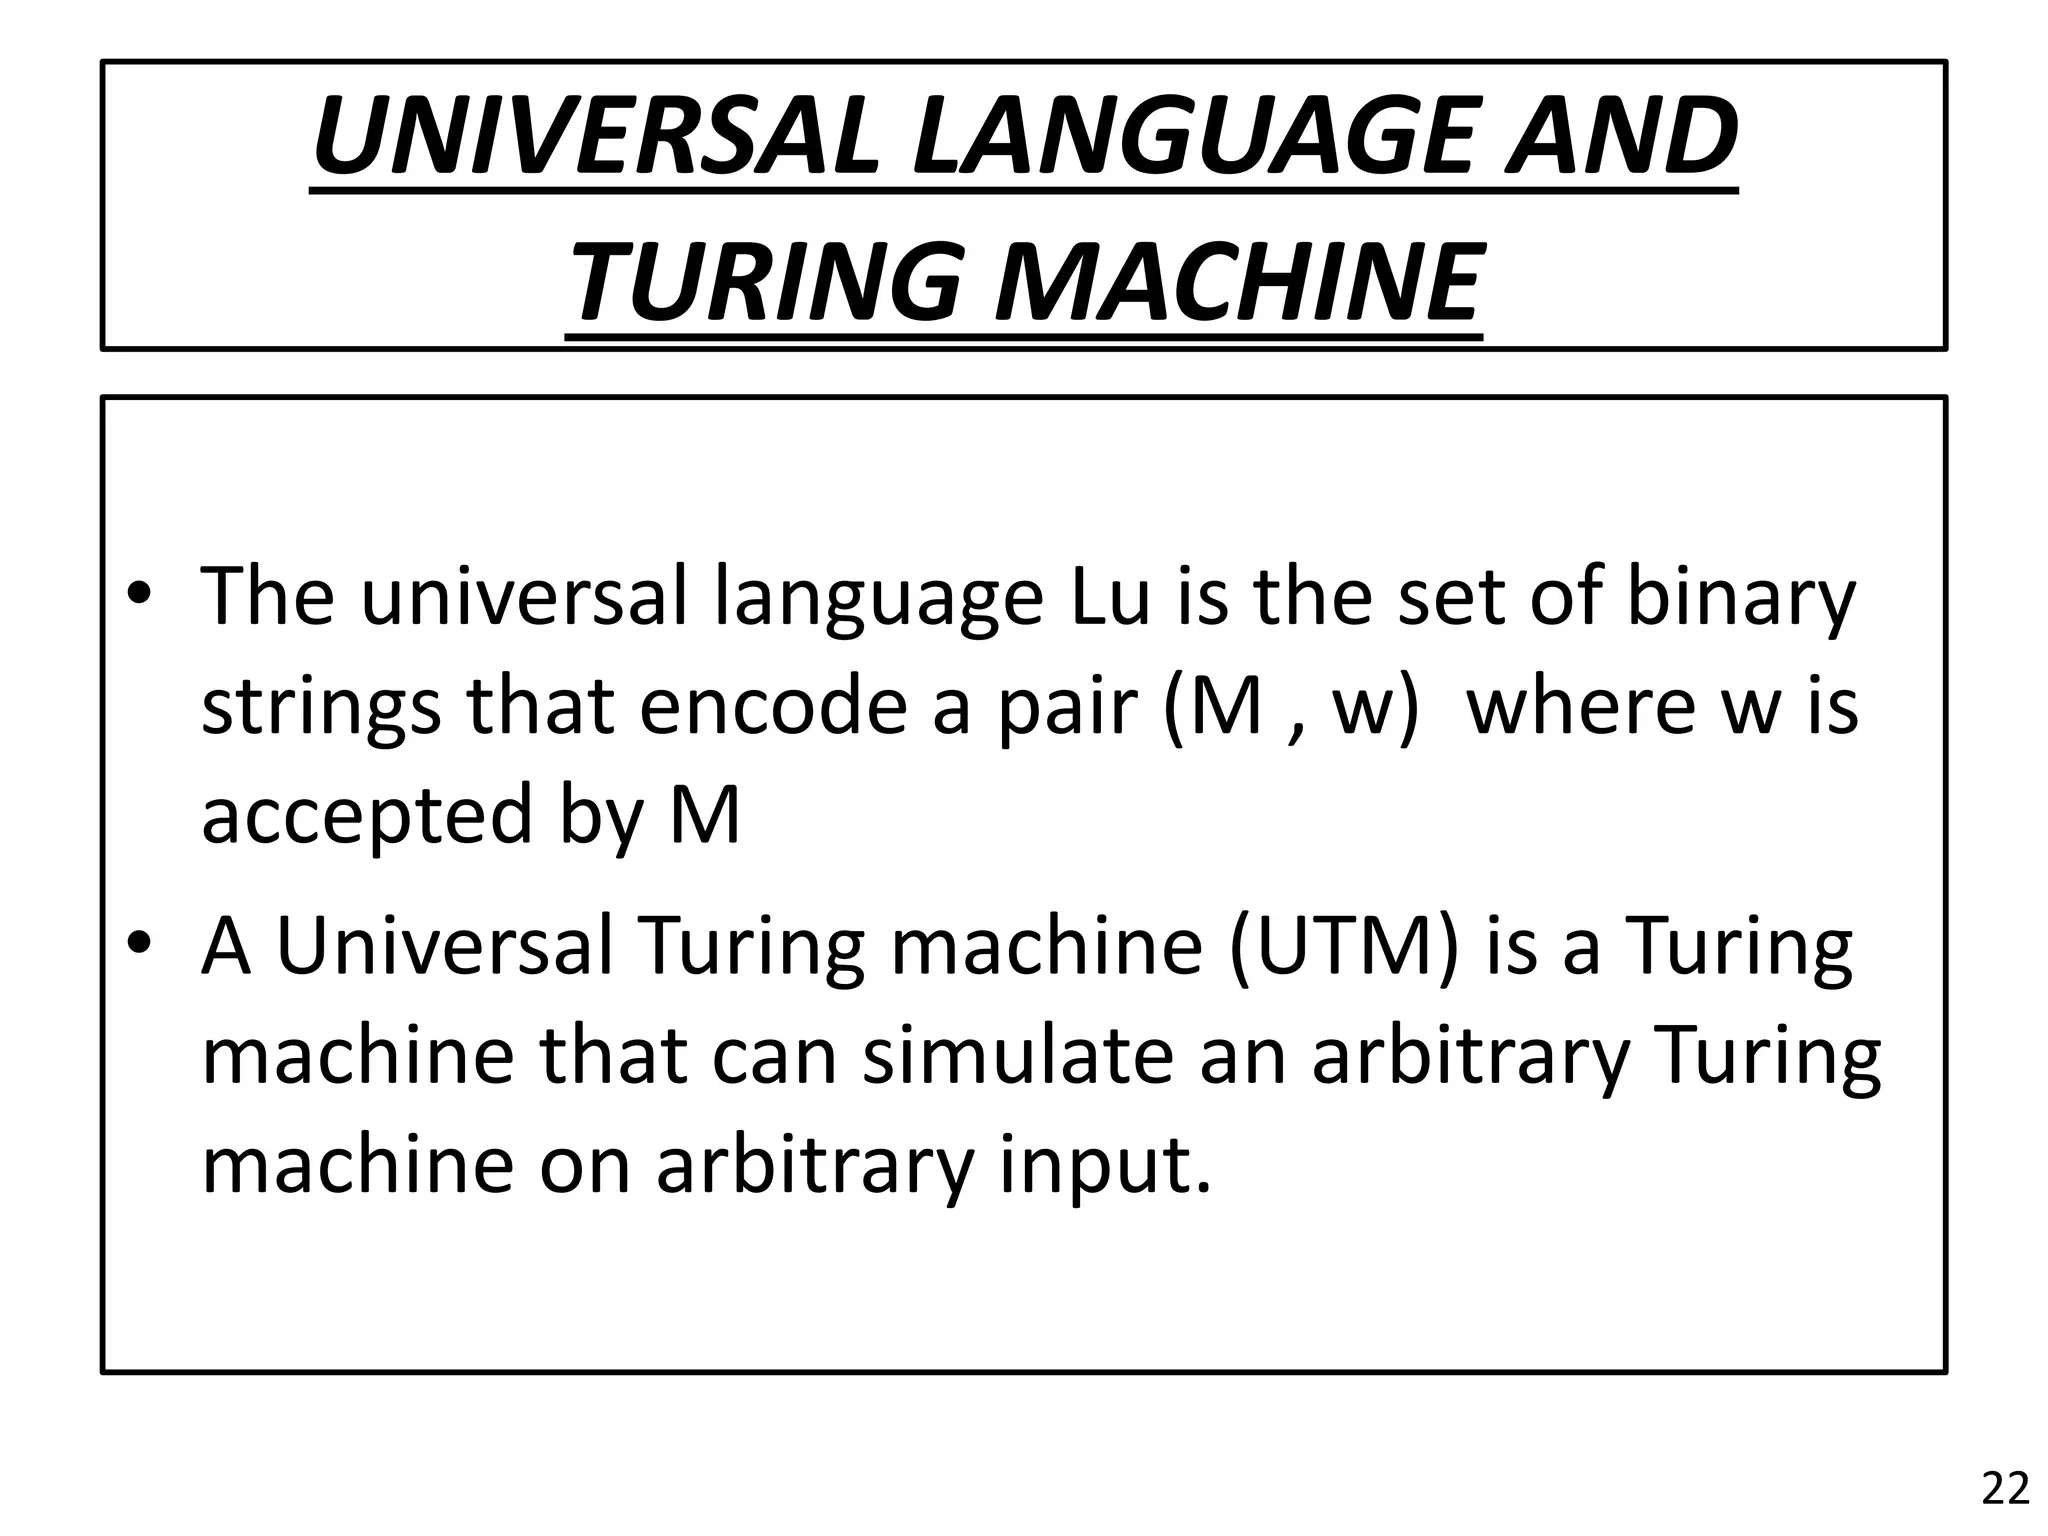 UNIVERSAL LANGUAGE AND
TURING MACHINE
• The universal language Lu is the set of binary
strings that encode a pair (M , w)  where w is
accepted by M
• A Universal Turing machine (UTM) is a Turing
machine that can simulate an arbitrary Turing
machine on arbitrary input.
22